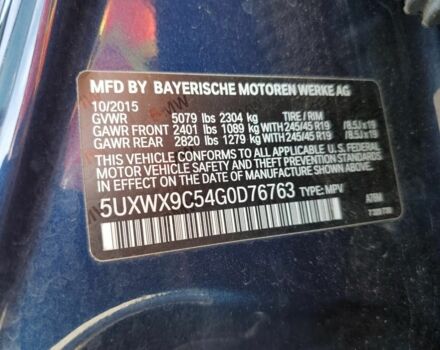 MFD BY BAYERISCHE MOTOREN WERKE AG
10/2015
GVWR 5079 lbs 2304 kg TIRE / RIM
GAWR FRONT 2401 lbs 1089 kg WITH 245/45 R19 /8.5J x 19
GAWR REAR 2820 lbs 1279 kg WITH 245/45 R19 /8.5J x 19
THIS VEHICLE CONFORMS TO ALL APPLICABLE U.S. FEDERAL
MOTOR VEHICLE SAFETY, BUMPER, AND THEFT PREVENTION
STANDARDS IN EFFECT ON THE DATE OF MANUFACTURE
SHOWN ABOVE.
5UXWX9C54G0D76763 TYPE: MPV